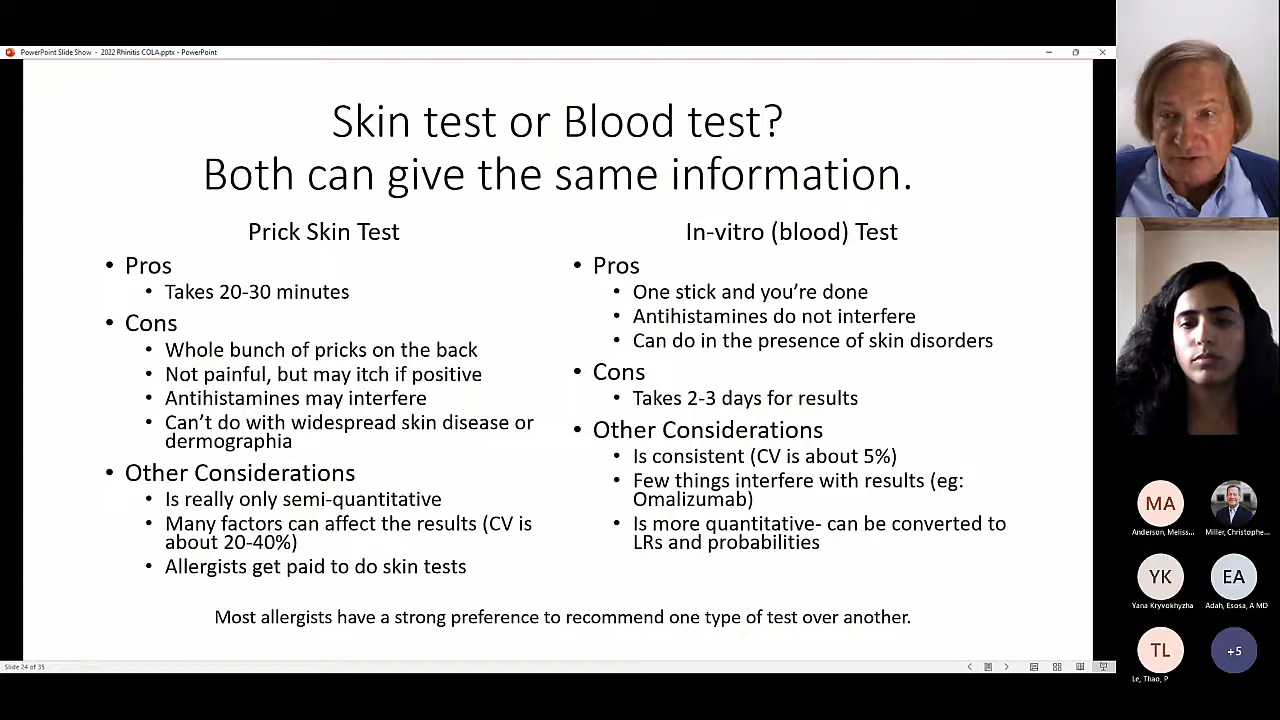 PowerPoint Slide Show - 2022 Rhinitis COLA.pptx - PowerPoint
Skin test or Blood test?
Both can give the same information.
Prick Skin Test
• Pros
• Takes 20-30 minutes
• Cons
• Whole bunch of pricks on the back
• Not painful, but may itch if positive
• Antihistamines may interfere
• Can’t do with widespread skin disease or
dermographia
• Other Considerations
• Is really only semi-quantitative
• Many factors can affect the results (CV is
about 20-40%)
• Allergists get paid to do skin tests
In-vitro (blood) Test
• Pros
• One stick and you’re done
• Antihistamines do not interfere
• Can do in the presence of skin disorders
• Cons
• Takes 2-3 days for results
• Other Considerations
• Is consistent (CV is about 5%)
• Few things interfere with results (eg:
Omalizumab)
• Is more quantitative- can be converted to
LRs and probabilities
Most allergists have a strong preference to recommend one type of test over another.
Slide 24 of 35
MA
Anderson, Meliss...
Miller, Christophe...
YK
Yana Kryvokhyzha
EA
Adah, Esosa, A MD
TL
Le, Thao, P
+5